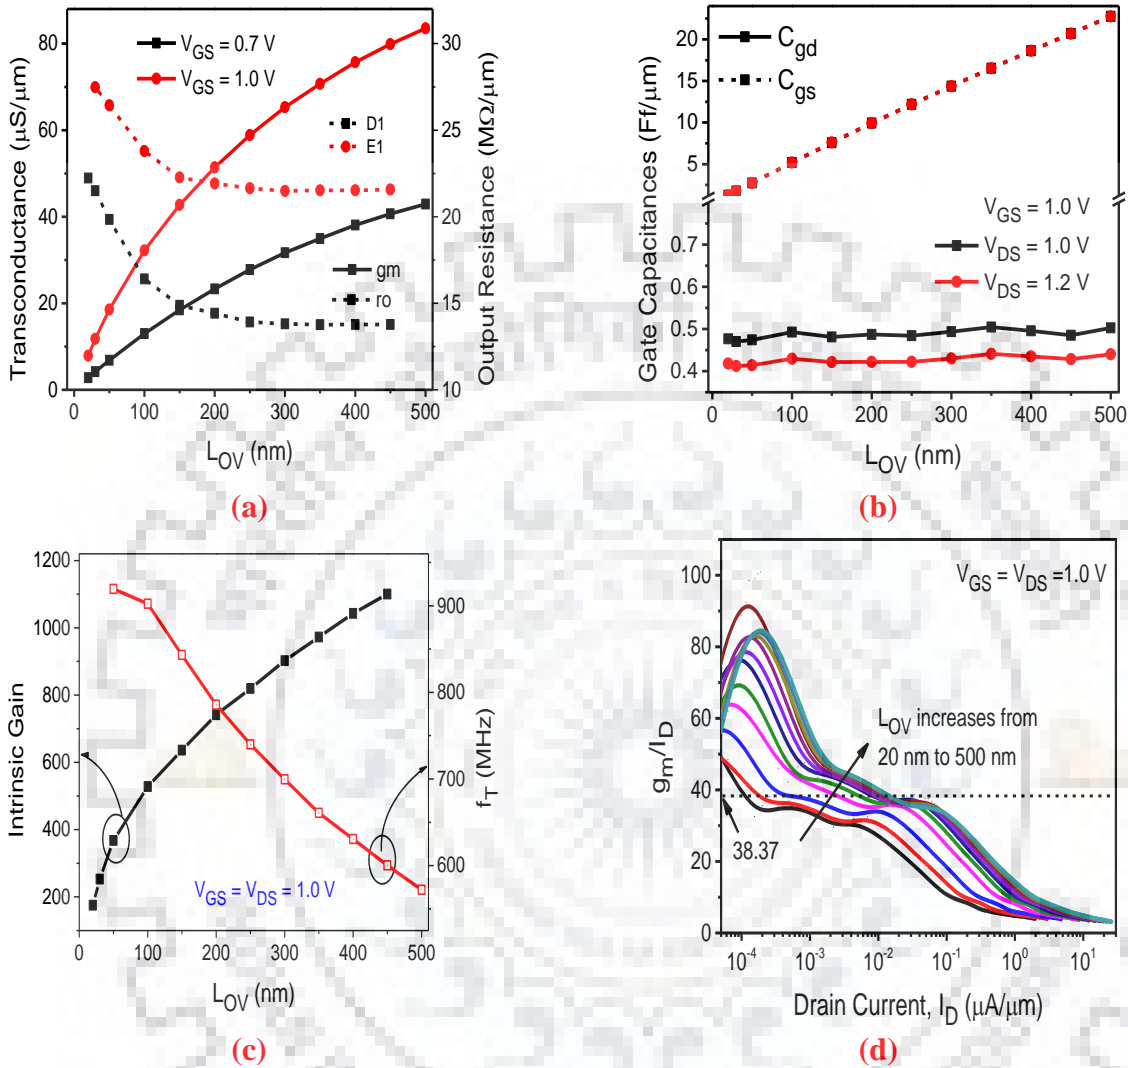 Transconductance (μS/μm)
80
60
40
20
0
V_GS = 0.7 V
V_GS = 1.0 V
D1
E1
gm
ro
30
25
20
15
10
Output Resistance (MΩ/μm)
0 100 200 300 400 500
L_OV (nm)
(a)
Gate Capacitances (Ff/μm)
20
15
10
5
0.7
0.6
0.5
0.4
C_gd
C_gs
V_GS = 1.0 V
V_DS = 1.0 V
V_DS = 1.2 V
0 100 200 300 400 500
L_OV (nm)
(b)
Intrinsic Gain
1200
1000
800
600
400
200
V_GS = V_DS = 1.0 V
900
800
700
600
f_T (MHz)
0 50 100 150 200 250 300 350 400 450 500
L_OV (nm)
(c)
g_m/I_D
100
80
60
40
20
0
V_GS = V_DS =1.0 V
L_OV increases from
20 nm to 500 nm
38.37
10^-4 10^-3 10^-2 10^-1 10^0 10^1
Drain Current, I_D (μA/μm)
(d)